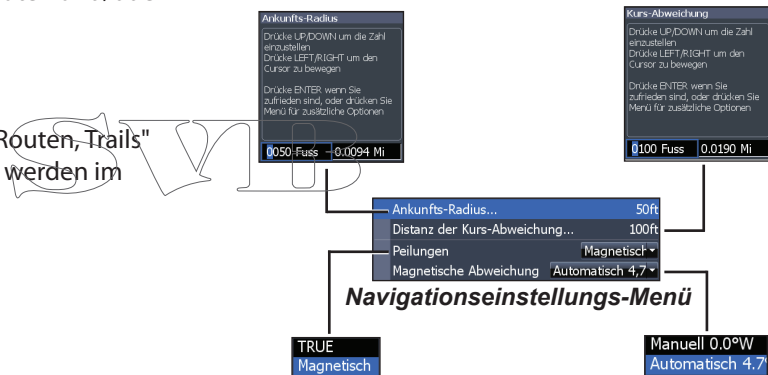 Ankunfts-Radius
Drücke UP/DOWN um die Zahl
einzustellen
Drücke LEFT/RIGHT um den
Cursor zu bewegen
Drücke ENTER wenn Sie
zufrieden sind, oder drücken Sie
Menü für zusätzliche Optionen
0050 Fuss 0.0094 Mi
Kurs-Abweichung
Drücke UP/DOWN um die Zahl
einzustellen
Drücke LEFT/RIGHT um den
Cursor zu bewegen
Drücke ENTER wenn Sie
zufrieden sind, oder drücken Sie
Menü für zusätzliche Optionen
0100 Fuss 0.0190 Mi
Routen, Trails"
werden im
SVB
Ankunfts-Radius... 50ft
Distanz der Kurs-Abweichung... 100ft
Peilungen Magnetisch
Magnetische Abweichung Automatisch 4,7
Navigationseinstellungs-Menü
TRUE
Magnetisch
Manuell 0.0°W
Automatisch 4.7°